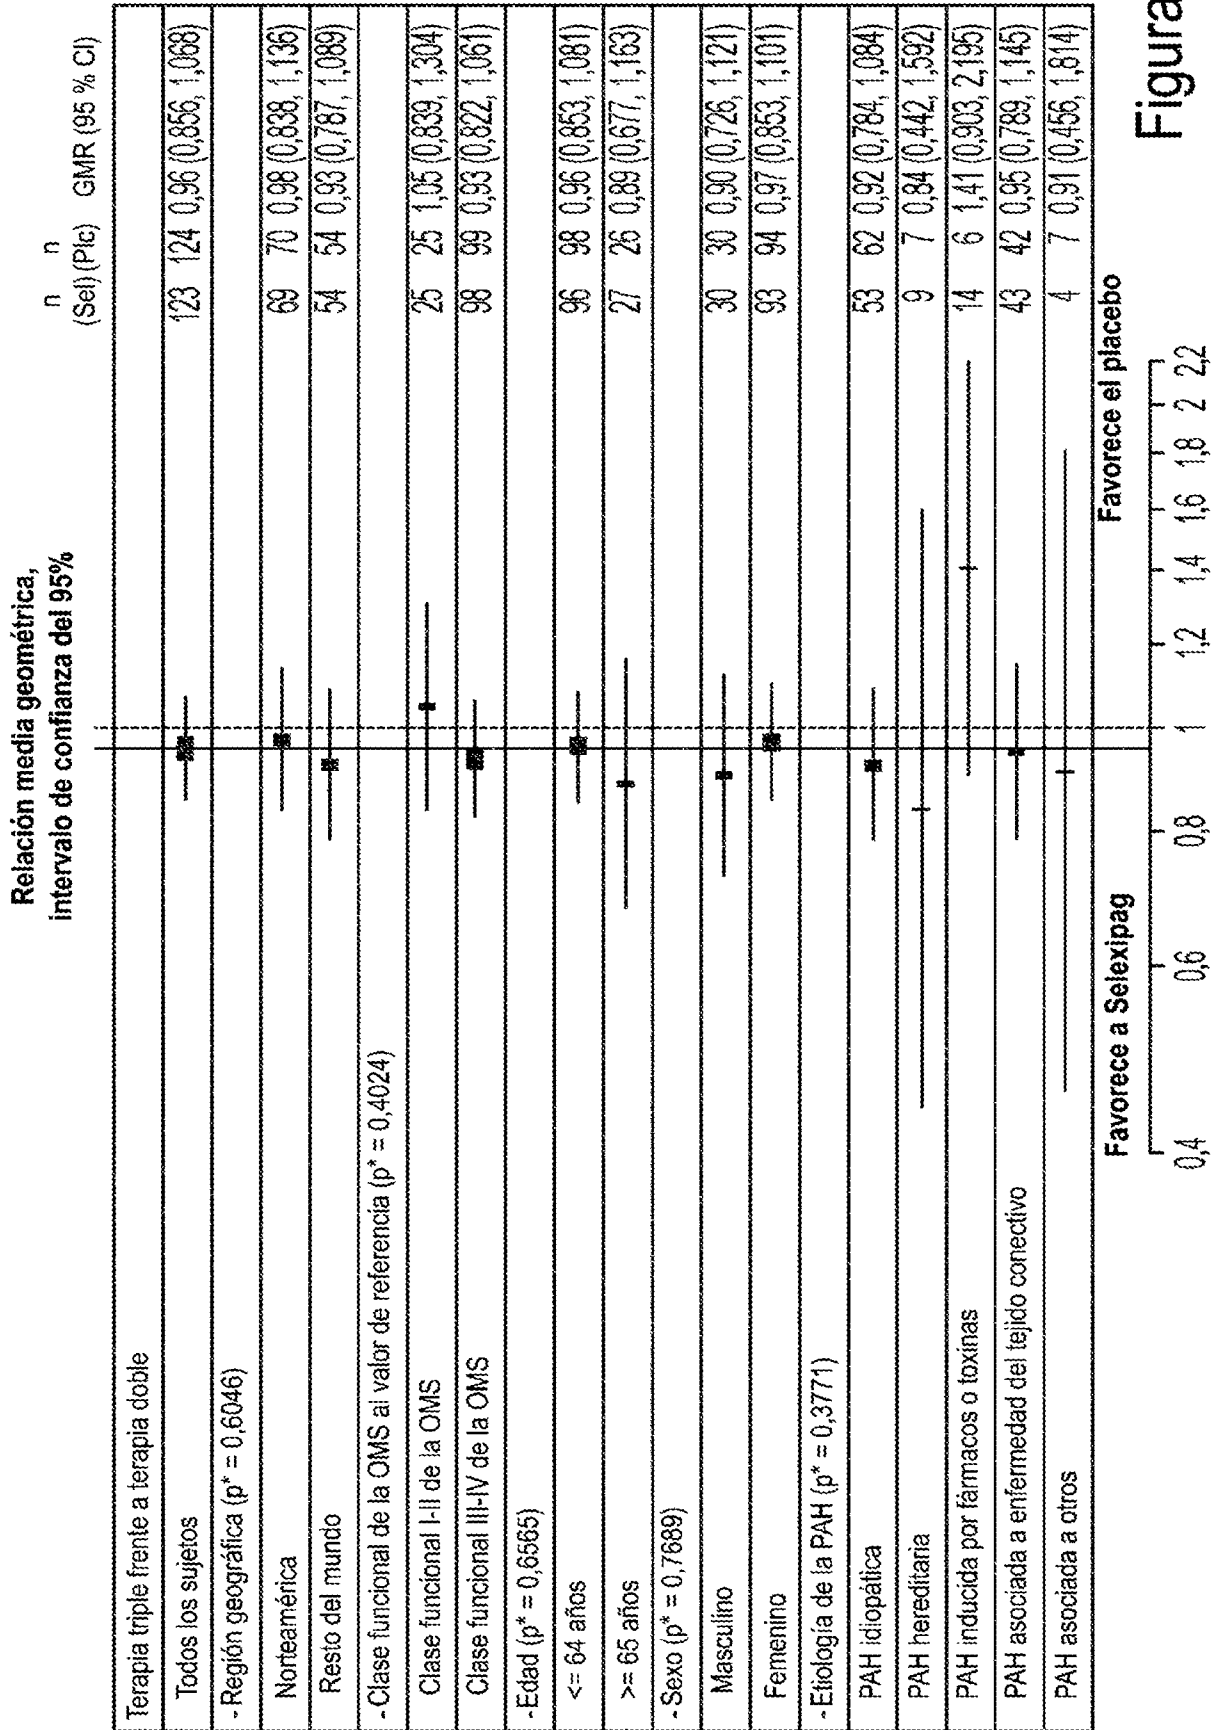 Relación media geométrica,
intervalo de confianza del 95%
n n
(Sel) (Plc) GMR (95 % CI)
Terapia triple frente a terapia doble
Todos los sujetos 123 124 0,96 (0,856, 1,068)
- Región geográfica (p* = 0,6046)
Norteamérica 69 70 0,98 (0,838, 1,136)
Resto del mundo 54 54 0,93 (0,787, 1,089)
- Clase funcional de la OMS al valor de referencia (p* = 0,4024)
Clase funcional I-II de la OMS 25 25 1,05 (0,839, 1,304)
Clase funcional III-IV de la OMS 98 99 0,93 (0,822, 1,061)
- Edad (p* = 0,6565)
<= 64 años 96 98 0,96 (0,853, 1,081)
>= 65 años 27 26 0,89 (0,677, 1,163)
- Sexo (p* = 0,7689)
Masculino 30 30 0,90 (0,726, 1,121)
Femenino 93 94 0,97 (0,853, 1,101)
- Etiología de la PAH (p* = 0,3771)
PAH idiopática 53 62 0,92 (0,784, 1,084)
PAH hereditaria 9 7 0,84 (0,442, 1,592)
PAH inducida por fármacos o toxinas 14 6 1,41 (0,903, 2,195)
PAH asociada a enfermedad del tejido conectivo 43 42 0,95 (0,789, 1,145)
PAH asociada a otros 4 7 0,91 (0,456, 1,814)
Favorece a Selexipag Favorece el placebo
0,4 0,6 0,8 1 1,2 1,4 1,6 1,8 2 2,2
Figura